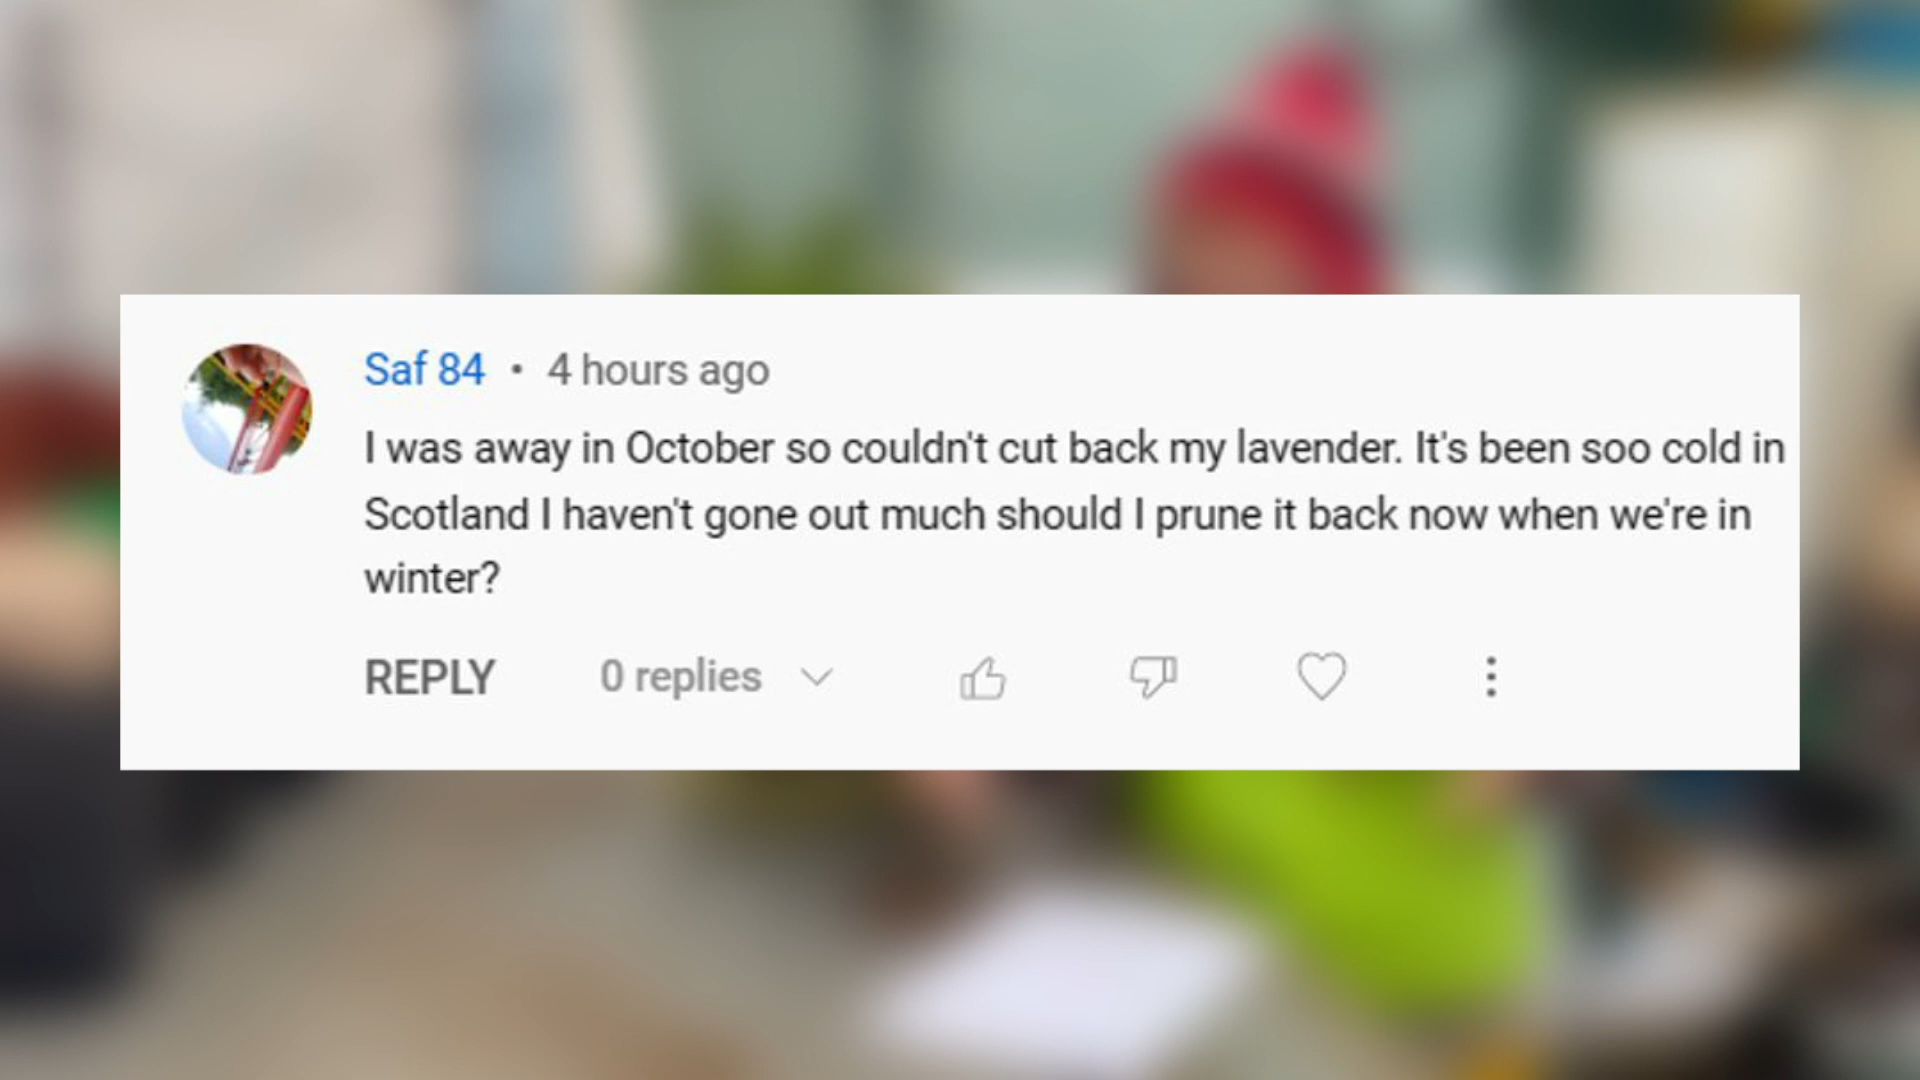 Saf 84 • 4 hours ago
I was away in October so couldn't cut back my lavender. It's been soo cold in
Scotland I haven't gone out much should I prune it back now when we're in
winter?
REPLY 0 replies